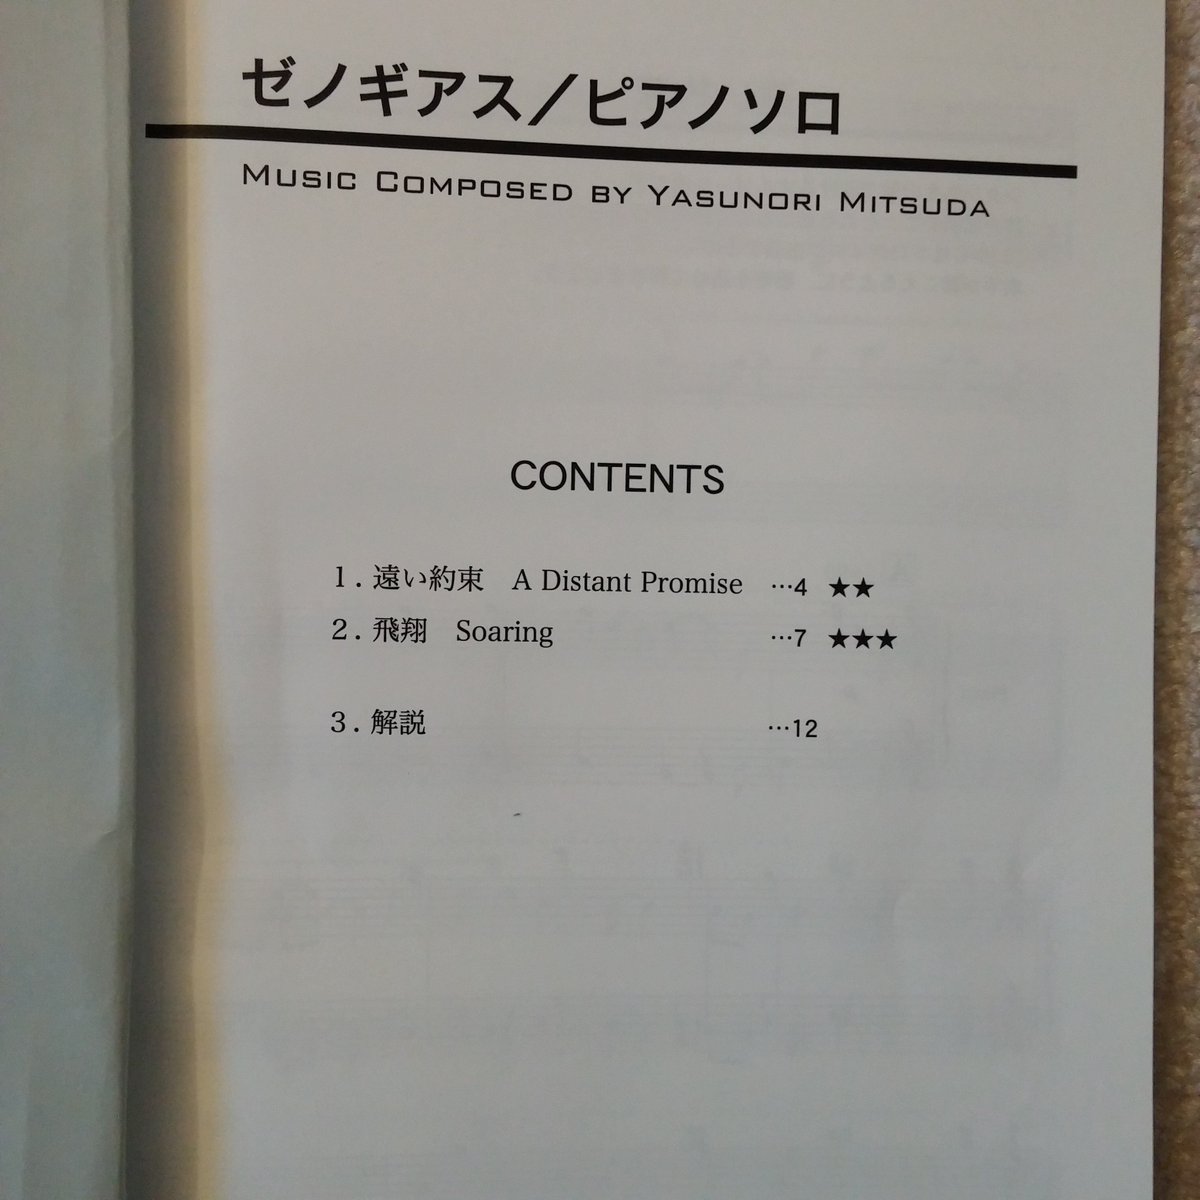 ゼノギアス／ピアノソロ
MUSIC COMPOSED BY YASUNORI MITSUDA
CONTENTS
1．遠い約束　A Distant Promise …4 ★★
2．飛翔　Soaring …7 ★★★
3．解説 …12